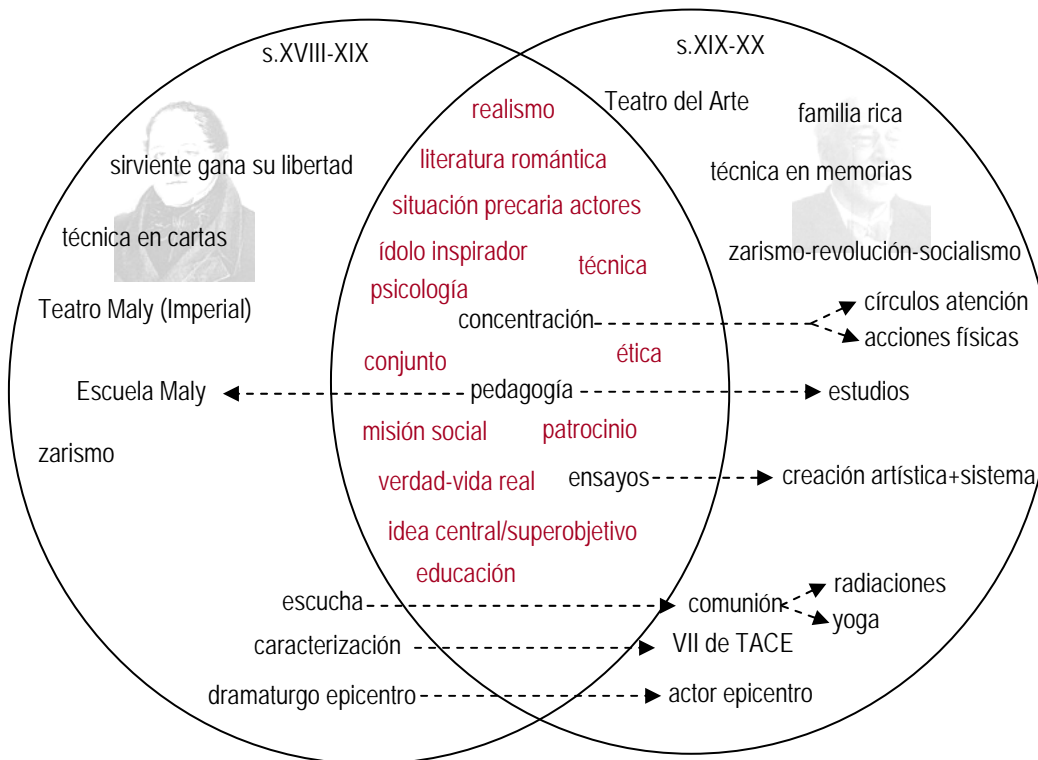 s.XVIII-XIX
s.XIX-XX
realismo
Teatro del Arte
familia rica
sirviente gana su libertad
literatura romántica
técnica en memorias
situación precaria actores
técnica en cartas
ídolo inspirador
técnica
zarismo-revolución-socialismo
psicología
Teatro Maly (Imperial)
concentración
círculos atención
acciones físicas
conjunto
ética
Escuela Maly
pedagogía
estudios
misión social
patrocinio
zarismo
verdad-vida real
ensayos
creación artística+sistema
idea central/superobjetivo
educación
escucha
comunión
radiaciones
yoga
caracterización
VII de TACE
dramaturgo epicentro
actor epicentro